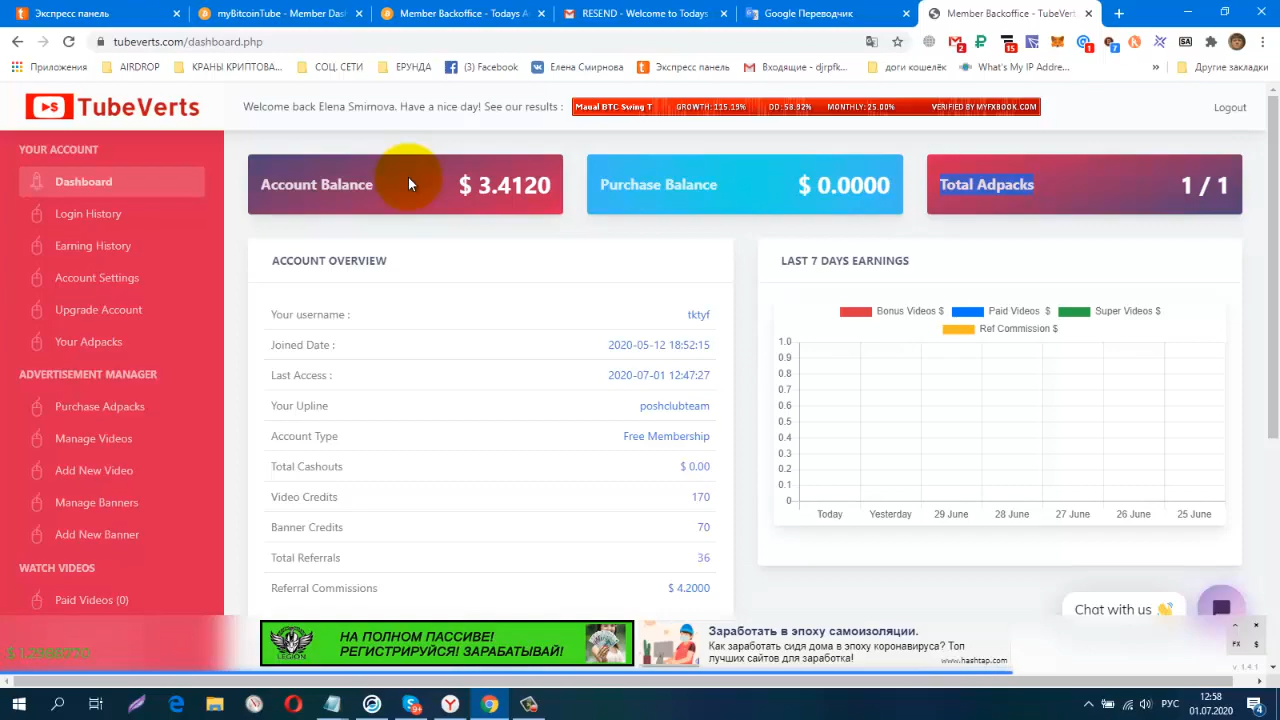 Экспресс панель
myBitcoinTube - Member Dash
Member Backoffice - Todays A
RESEND - Welcome to Todays
Google Переводчик
Member Backoffice - TubeVert
tubeverts.com/dashboard.php
Приложения
AIRDROP
КРАНЫ КРИПТОВА...
СОЦ. СЕТИ
ЕРУНДА
(3) Facebook
Елена Смирнова
Экспресс панель
Входящие - djrpfk...
доги кошелёк
What's My IP Addre...
Другие закладки
TubeVerts
Welcome back Elena Smirnova. Have a nice day! See our results :
Maual BTC Swing T GROWTH: 115.19% DD: 58.92% MONTHLY: 25.00% VERIFIED BY MYFXBOOK.COM
Logout
YOUR ACCOUNT
Dashboard
Login History
Earning History
Account Settings
Upgrade Account
Your Adpacks
ADVERTISEMENT MANAGER
Purchase Adpacks
Manage Videos
Add New Video
Manage Banners
Add New Banner
WATCH VIDEOS
Paid Videos (0)
Account Balance $ 3.4120
Purchase Balance $ 0.0000
Total Adpacks 1 / 1
ACCOUNT OVERVIEW
Your username : tktyf
Joined Date : 2020-05-12 18:52:15
Last Access : 2020-07-01 12:47:27
Your Upline poshclubteam
Account Type Free Membership
Total Cashouts $ 0.00
Video Credits 170
Banner Credits 70
Total Referrals 36
Referral Commissions $ 4.2000
LAST 7 DAYS EARNINGS
Bonus Videos $ Paid Videos $ Super Videos $
Ref Commission $
1.0
0.9
0.8
0.7
0.6
0.5
0.4
0.3
0.2
0.1
0
Today Yesterday 29 June 28 June 27 June 26 June 25 June
Chat with us
LEGION
НА ПОЛНОМ ПАССИВЕ!
РЕГИСТРИРУЙСЯ! ЗАРАБАТЫВАЙ!
Заработать в эпоху самоизоляции.
Как заработать сидя дома в эпоху коронавируса? Топ
лучших сайтов для заработка!
www.hashtap.com
FX
v. 1.4.1
РУС
12:58
01.07.2020